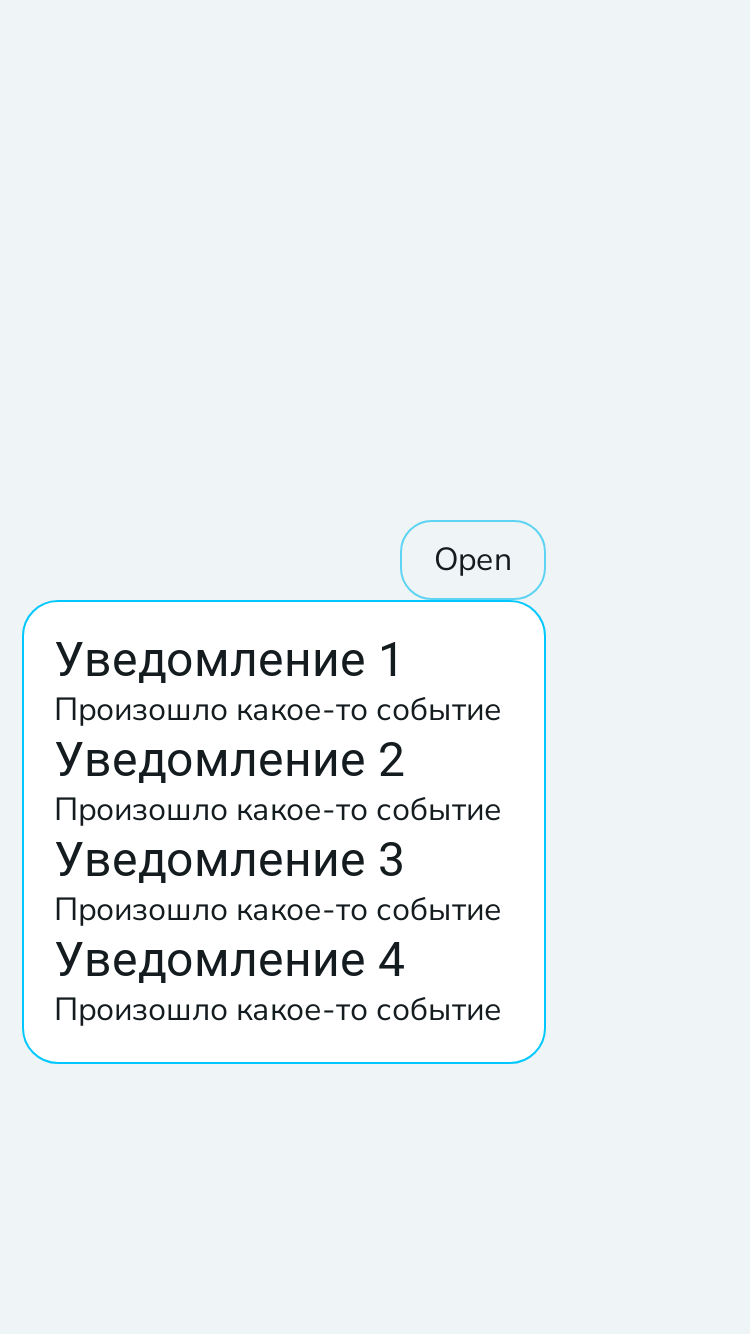 Open
Уведомление 1
Произошло какое-то событие
Уведомление 2
Произошло какое-то событие
Уведомление 3
Произошло какое-то событие
Уведомление 4
Произошло какое-то событие